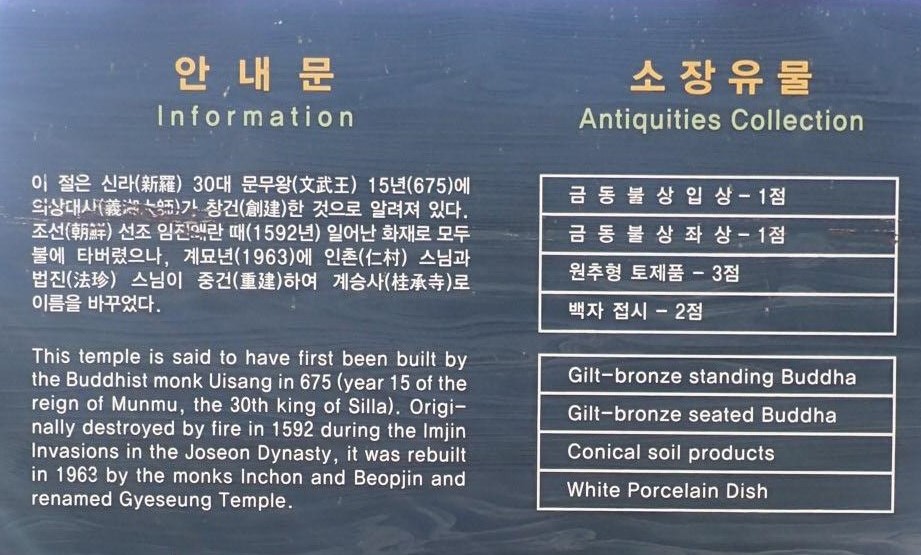 안내문
Information
이 절은 신라(新羅) 30대 문무왕(文武王) 15년(675)에
의상대사(義湘大師)가 창건(創建)한 것으로 알려져 있다.
조선(朝鮮) 선조 임진왜란 때(1592년) 일어난 화재로 모두
불에 타버렸으나, 계묘년(1963)에 인촌(仁村) 스님과
법진(法珍) 스님이 중건(重建)하여 계승사(桂承寺)로
이름을 바꾸었다.
This temple is said to have first been built by
the Buddhist monk Uisang in 675 (year 15 of the
reign of Munmu, the 30th king of Silla). Origi-
nally destroyed by fire in 1592 during the Imjin
Invasions in the Joseon Dynasty, it was rebuilt
in 1963 by the monks Inchon and Beopjin and
renamed Gyeseung Temple.
소장유물
Antiquities Collection
금동불상입상-1점
금동불상좌상-1점
원추형 토제품 - 3점
백자 접시 - 2점
Gilt-bronze standing Buddha
Gilt-bronze seated Buddha
Conical soil products
White Porcelain Dish